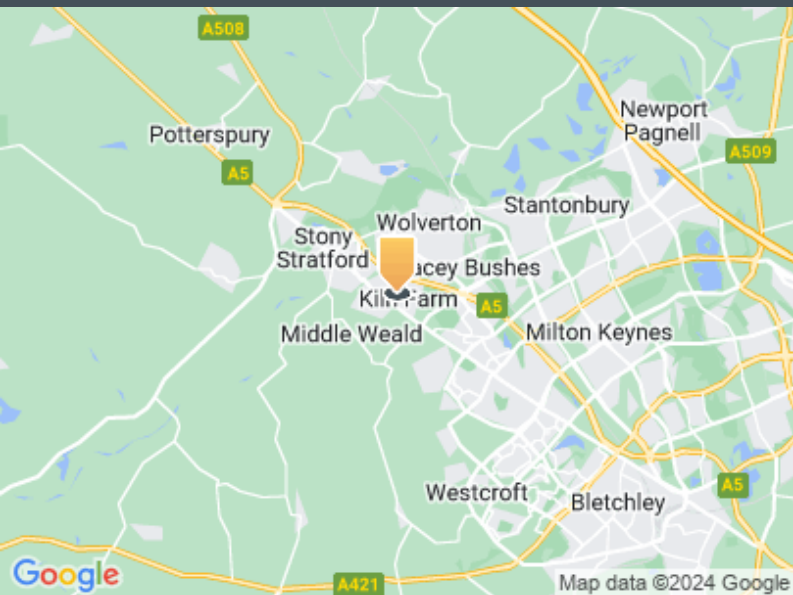 A508
Newport
Pagnell
Potterspury
A509
A5
Stantonbury
Wolverton
Stony
Stratford
acey Bushes
Kiln Farm
A5
Middle Weald
Milton Keynes
Westcroft
Bletchley
A5
Google
A421
Map data ©2024 Google